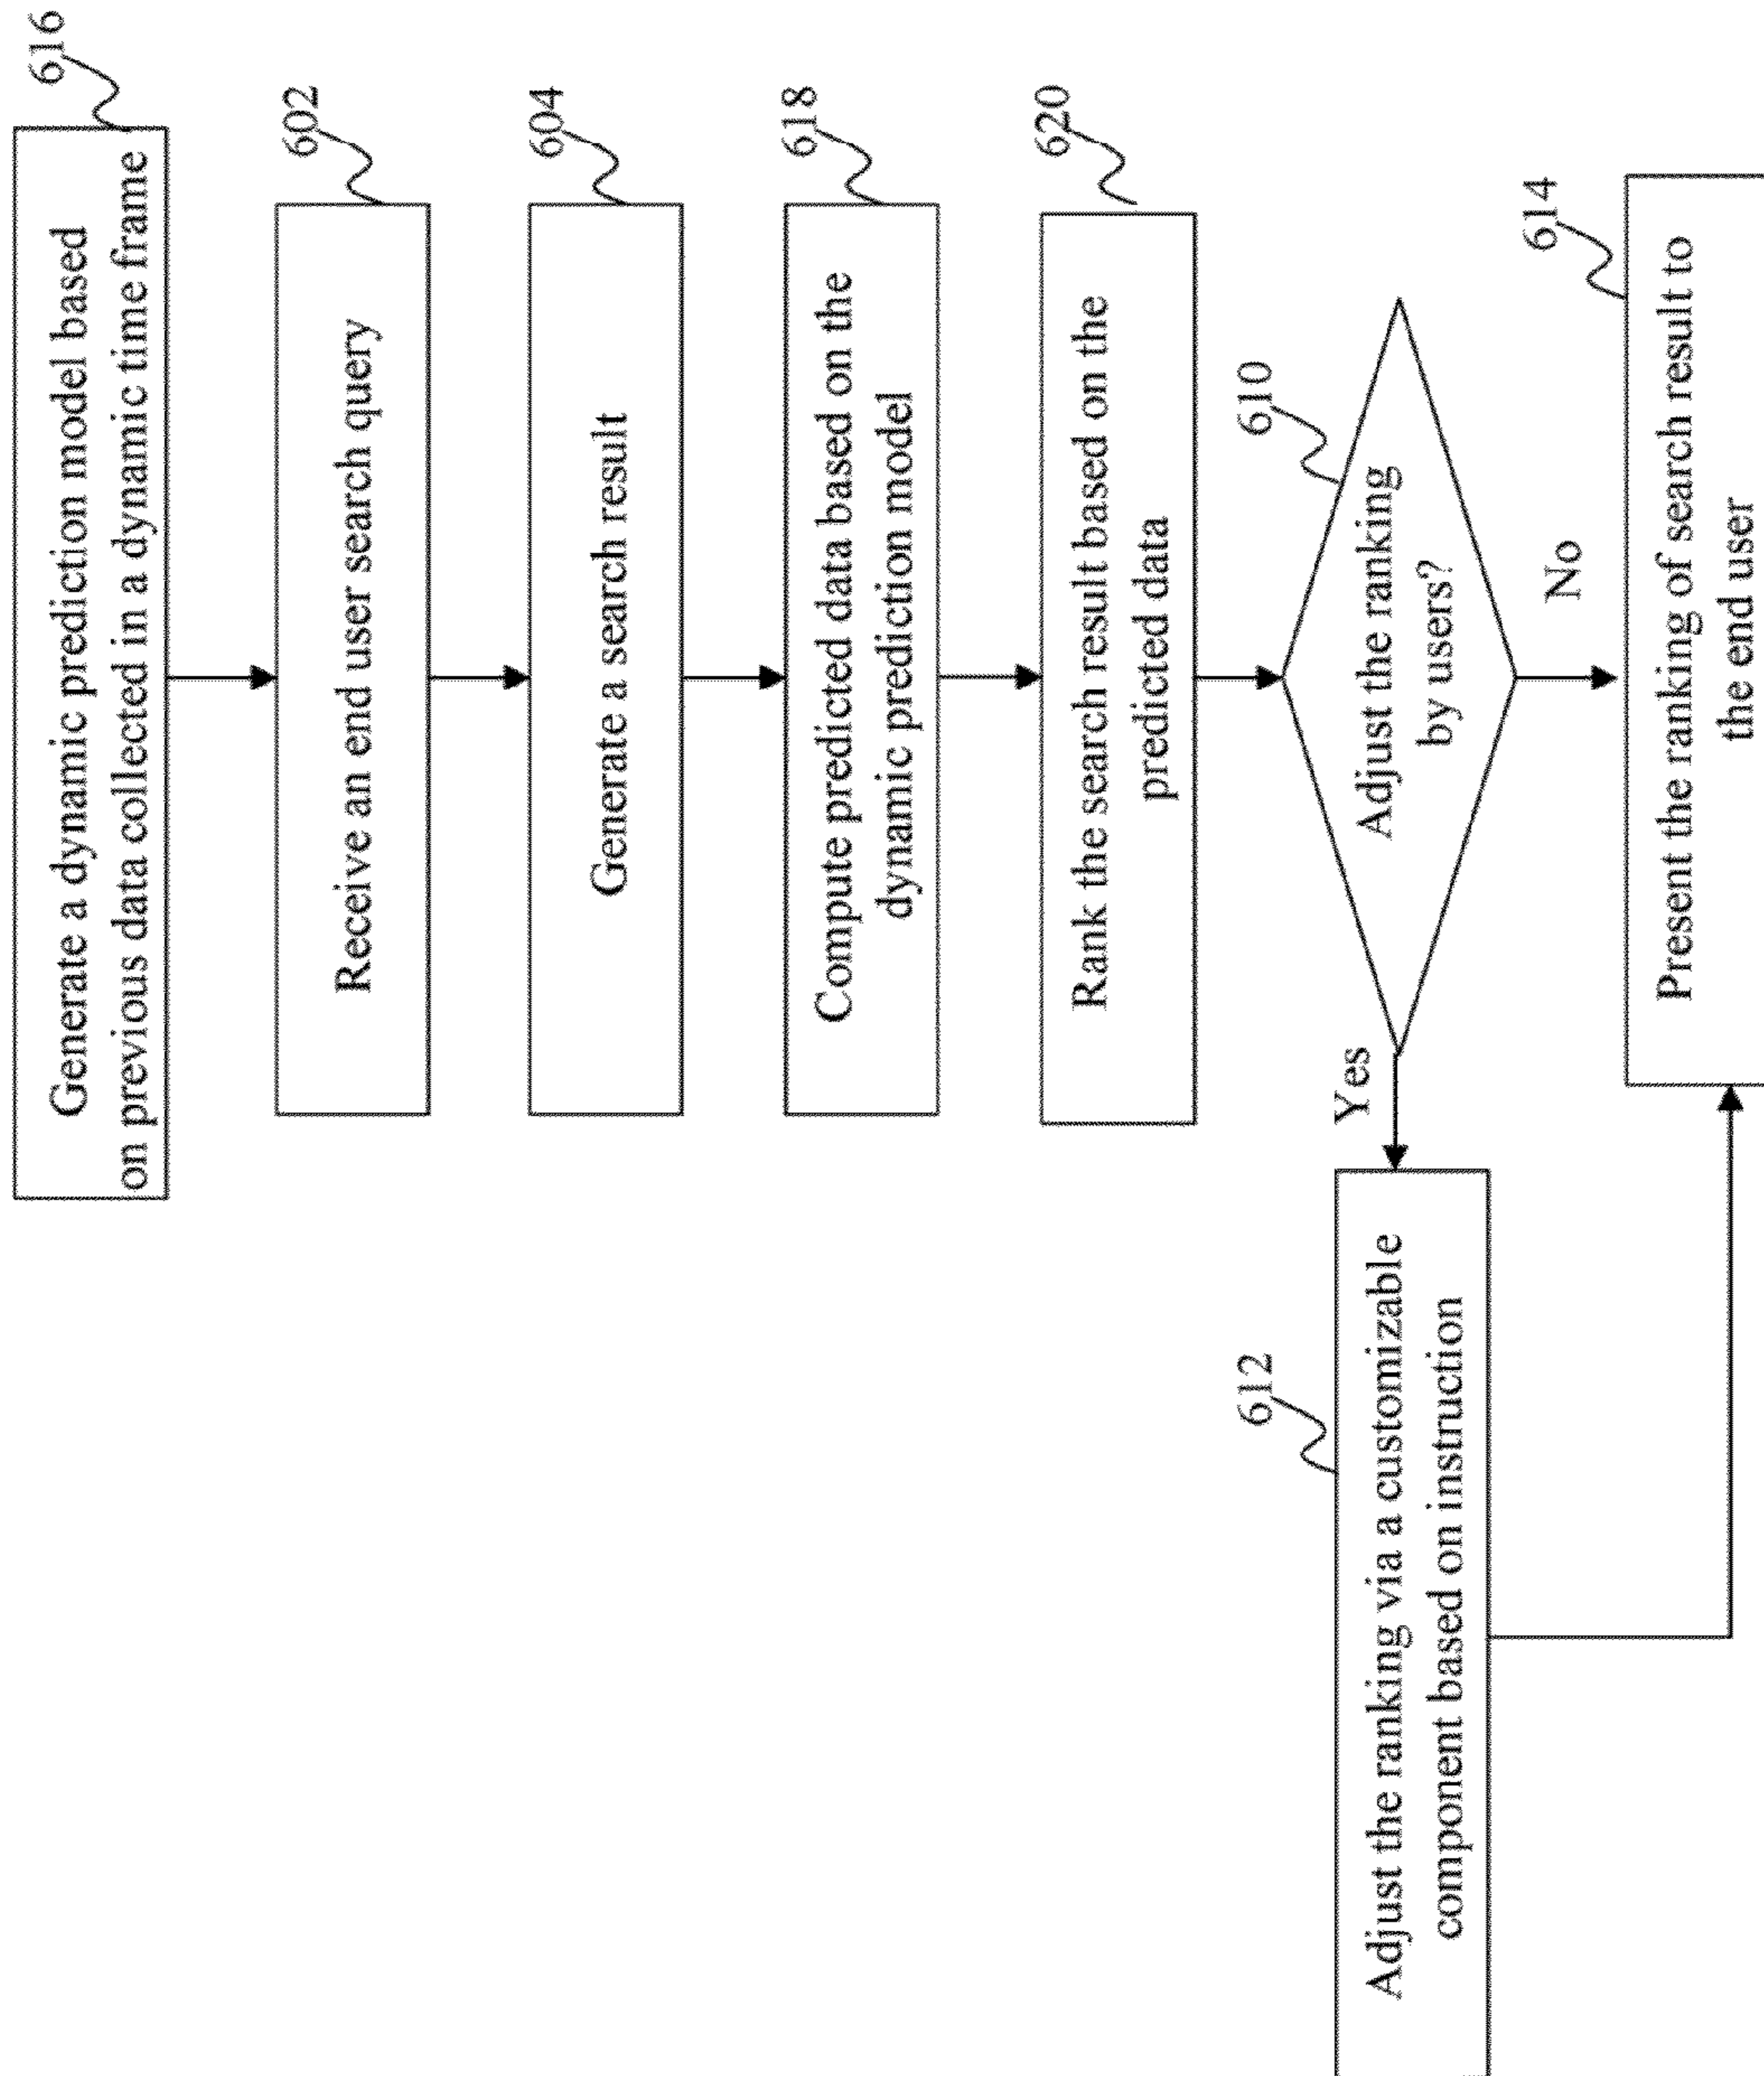 616
Generate a dynamic prediction model based
on previous data collected in a dynamic time frame
602
Receive an end user search query
604
Generate a search result
618
Compute predicted data based on the
dynamic prediction model
620
Rank the search result based on the
predicted data
610
Adjust the ranking
by users?
Yes
No
612
Adjust the ranking via a customizable
component based on instruction
614
Present the ranking of search result to
the end user